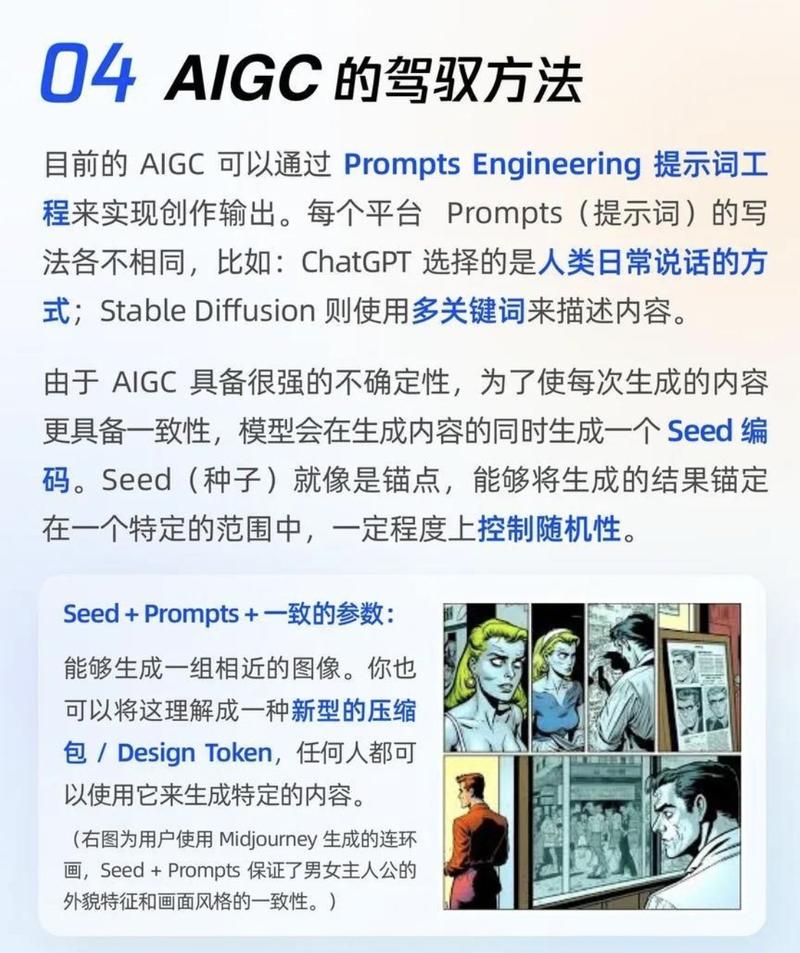 04 AIGC 的驾驭方法
目前的 AIGC 可以通过 Prompts Engineering 提示词工
程来实现创作输出。每个平台 Prompts（提示词）的写
法各不相同，比如：ChatGPT 选择的是人类日常说话的方
式；Stable Diffusion 则使用多关键词来描述内容。
由于 AIGC 具备很强的不确定性，为了使每次生成的内容
更具备一致性，模型会在生成内容的同时生成一个 Seed 编
码。Seed（种子）就像是锚点，能够将生成的结果锚定
在一个特定的范围中，一定程度上控制随机性。
Seed + Prompts + 一致的参数：
能够生成一组相近的图像。你也
可以将这理解成一种新型的压缩
包 / Design Token，任何人都可
以使用它来生成特定的内容。
（右图为用户使用 Midjourney 生成的连环
画，Seed + Prompts 保证了男女主人公的
外貌特征和画面风格的一致性。）